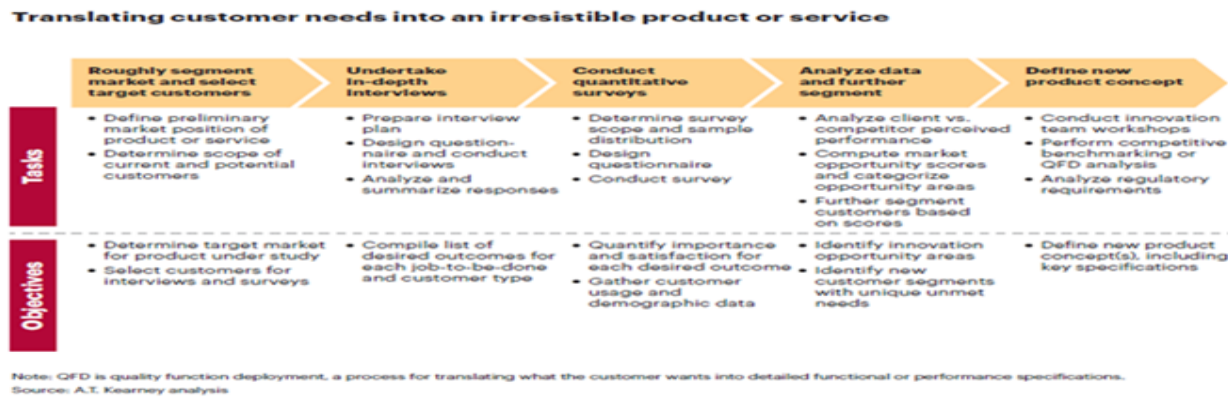 Translating customer needs into an irresistible product or service
Roughly segment
market and select
target customers
Undertake
in-depth
interviews
Conduct
quantitative
surveys
Analyze data
and further
segment
Define new
product concept
Tasks
• Define preliminary
market position of
product or service
• Determine scope of
current and potential
customers
• Prepare interview
plan
• Design question-
naire and conduct
interviews
• Analyze and
summarize responses
• Determine survey
scope and sample
distribution
• Design
questionnaire
• Conduct survey
• Analyze client vs.
competitor perceived
performance
• Compute market
opportunity scores
and categorize
opportunity areas
• Further segment
customers based
on scores
• Conduct innovation
team workshops
• Perform competitive
benchmarking or
QFD analysis
• Analyze regulatory
requirements
Objectives
• Determine target market
for product under study
• Select customers for
interviews and surveys
• Compile list of
desired outcomes for
each job-to-be-done
and customer type
• Quantify importance
and satisfaction for
each desired outcome
• Gather customer
usage and
demographic data
• Identify innovation
opportunity areas
• Identify new
customer segments
with unique unmet
needs
• Define new product
concept(s), including
key specifications
Note: QFD is quality function deployment, a process for translating what the customer wants into detailed functional or performance specifications.
Source: A.T. Kearney analysis